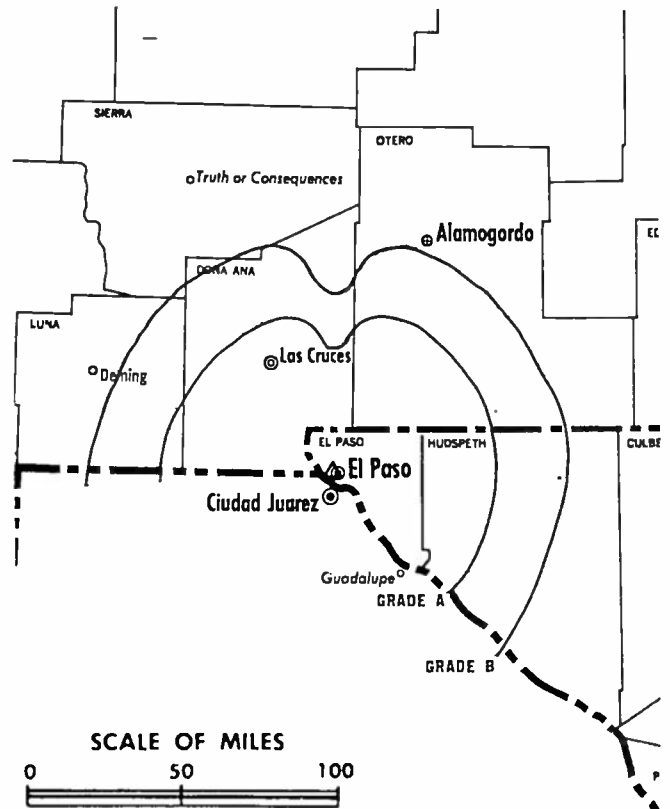 SIERRA
OTERO
Truth or Consequences
Alamogordo
DONA ANA
LUNA
Las Cruces
Deming
EL PASO
HUDSPETH
CULBE
El Paso
Ciudad Juarez
Guadalupe
GRADE A
GRADE B
SCALE OF MILES
0 50 100